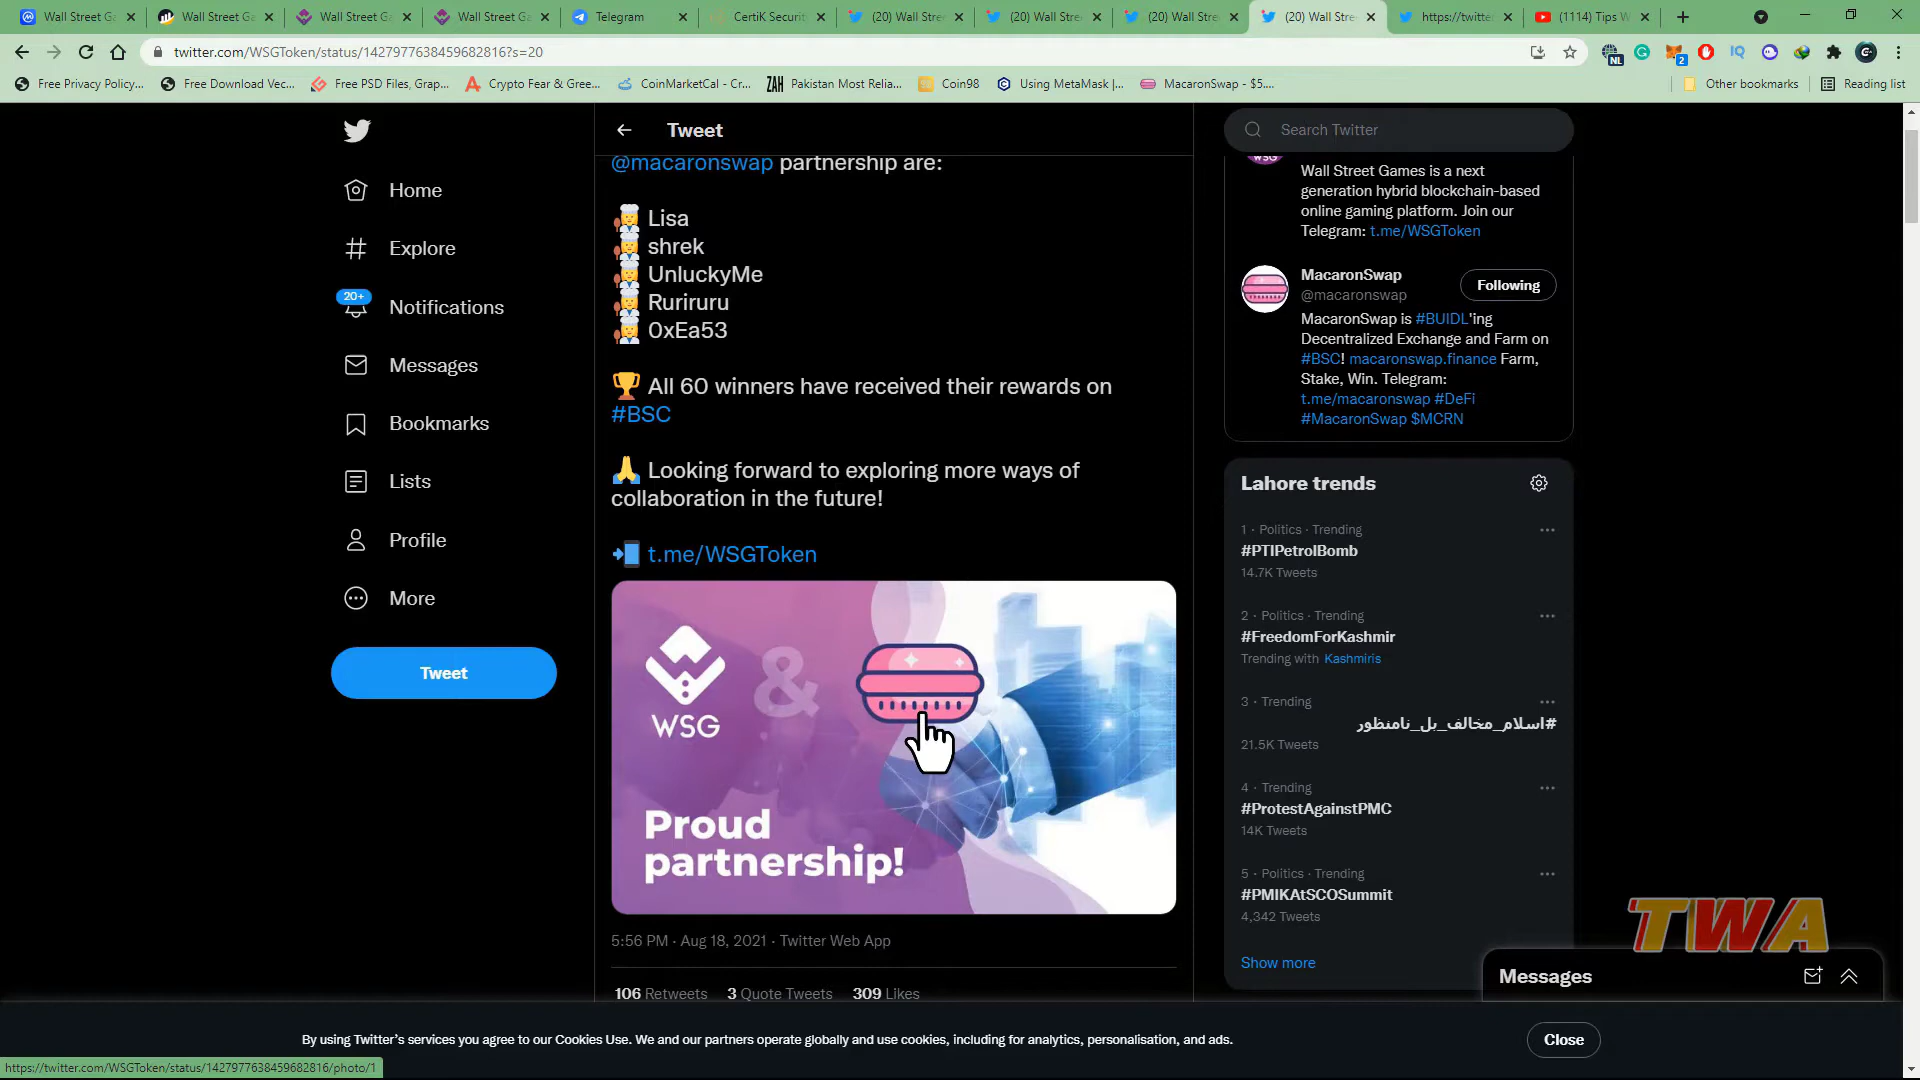 Wall Street Ga
Wall Street Ga
Wall Street G
Wall Street G
Telegram
CertiK Securit
(20) Wall Stre
(20) Wall Stre
(20) Wall Stre
(20) Wall Stre
https://twitte
(1114) Tips W
twitter.com/WSGToken/status/1427977638459682816?s=20
NL
2
Free Privacy Policy...
Free Download Vec...
Free PSD Files, Grap...
Crypto Fear & Gree...
CoinMarketCal - Cr...
ZAH Pakistan Most Relia...
Coin98
Using MetaMask |...
MacaronSwap - $5....
Other bookmarks
Reading list
Home
Explore
20+
Notifications
Messages
Bookmarks
Lists
Profile
More
Tweet
Tweet
@macaronswap partnership are:
Lisa
shrek
UnluckyMe
Ruriruru
0xEa53
All 60 winners have received their rewards on
#BSC
Looking forward to exploring more ways of
collaboration in the future!
t.me/WSGToken
WSG
&
Proud
partnership!
5:56 PM · Aug 18, 2021 · Twitter Web App
106 Retweets 3 Quote Tweets 309 Likes
Search Twitter
WSG
Wall Street Games is a next
generation hybrid blockchain-based
online gaming platform. Join our
Telegram: t.me/WSGToken
MacaronSwap
@macaronswap
Following
MacaronSwap is #BUIDL'ing
Decentralized Exchange and Farm on
#BSC! macaronswap.finance Farm,
Stake, Win. Telegram:
t.me/macaronswap #DeFi
#MacaronSwap $MCRN
Lahore trends
1 · Politics · Trending
#PTIPetrolBomb
14.7K Tweets
2 · Politics · Trending
#FreedomForKashmir
Trending with Kashmiris
3 · Trending
#اسلام_مخالف_بل_نامنظور
21.5K Tweets
4 · Trending
#ProtestAgainstPMC
14K Tweets
5 · Politics · Trending
#PMIKAtSCOSummit
4,342 Tweets
Show more
TWA
Messages
By using Twitter's services you agree to our Cookies Use. We and our partners operate globally and use cookies, including for analytics, personalisation, and ads.
Close
https://twitter.com/WSGToken/status/1427977638459682816/photo/1